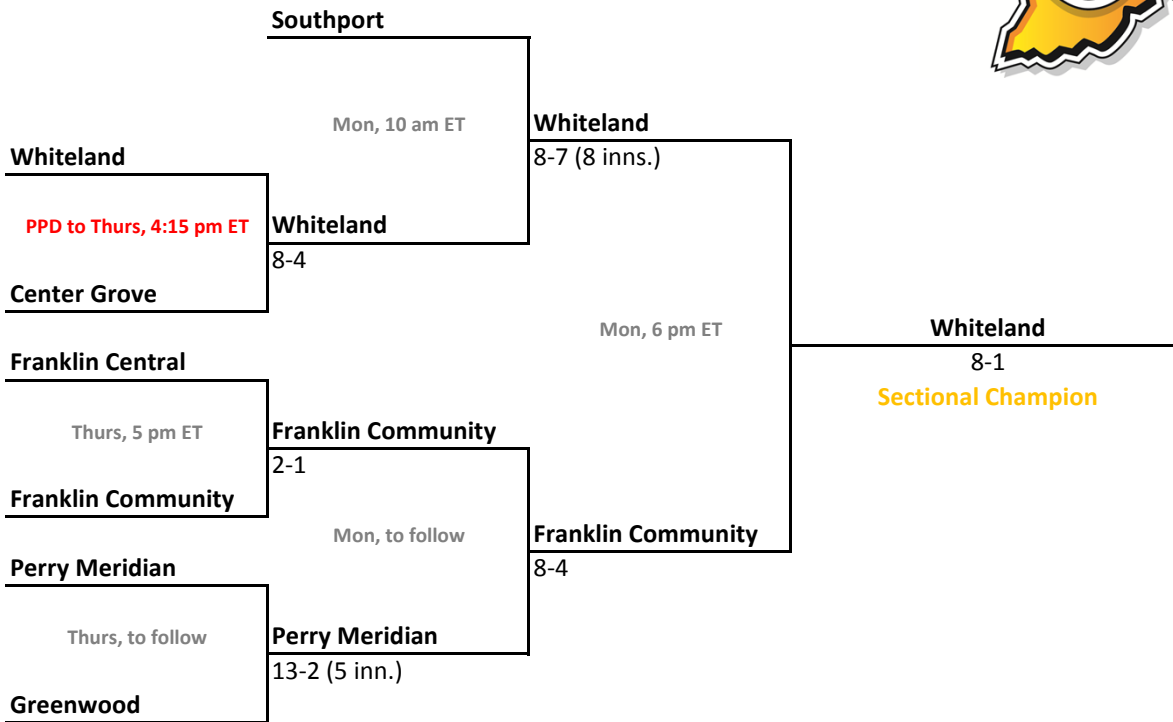 Southport
Mon, 10 am ET
Whiteland
8-7 (8 inns.)
Whiteland
PPD to Thurs, 4:15 pm ET
Whiteland
8-4
Center Grove
Mon, 6 pm ET
Whiteland
8-1
Sectional Champion
Franklin Central
Thurs, 5 pm ET
Franklin Community
2-1
Franklin Community
Mon, to follow
Franklin Community
8-4
Perry Meridian
Thurs, to follow
Perry Meridian
13-2 (5 inn.)
Greenwood